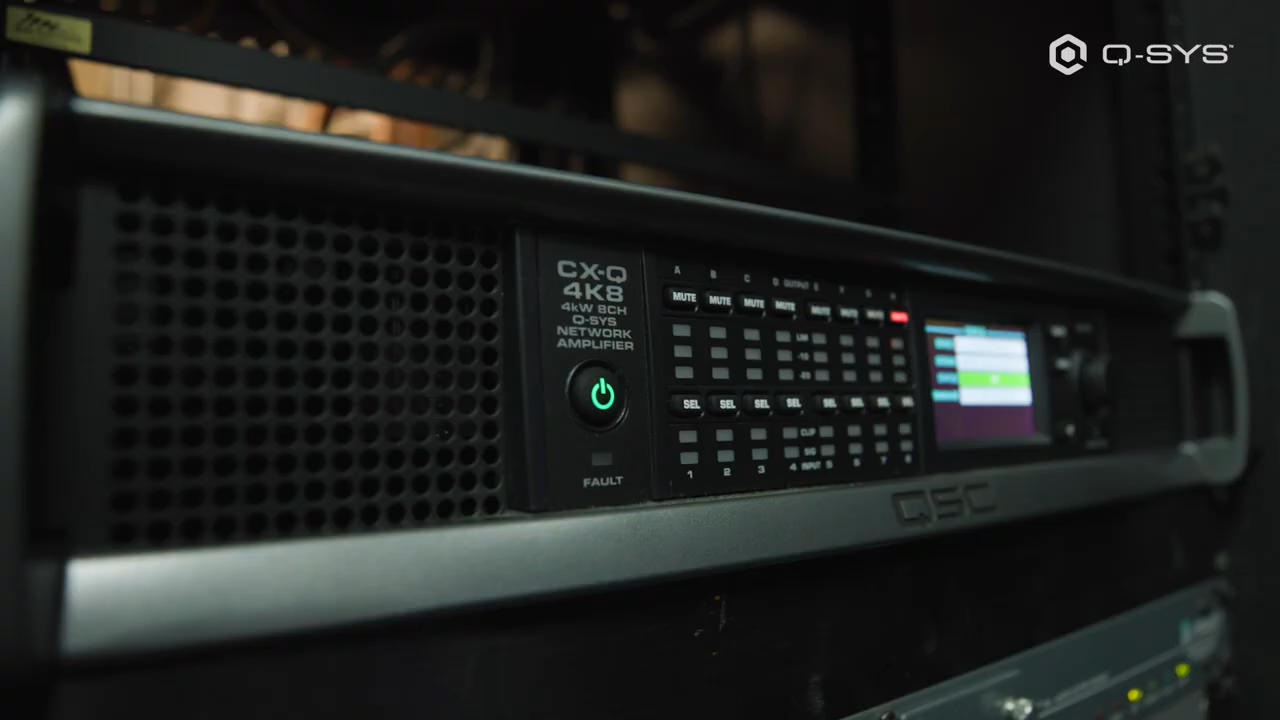 Q-SYS
CX-Q
4K8
4kW 8CH
Q-SYS
NETWORK
AMPLIFIER
FAULT
A B C D OUTPUT E
MUTE MUTE MUTE MUTE MUTE MUTE MUTE
LIM
-10
-20
SEL SEL SEL SEL SEL SEL SEL
CLIP
SIG
1 2 3 4 INPUT 5 6 7 8
QSC